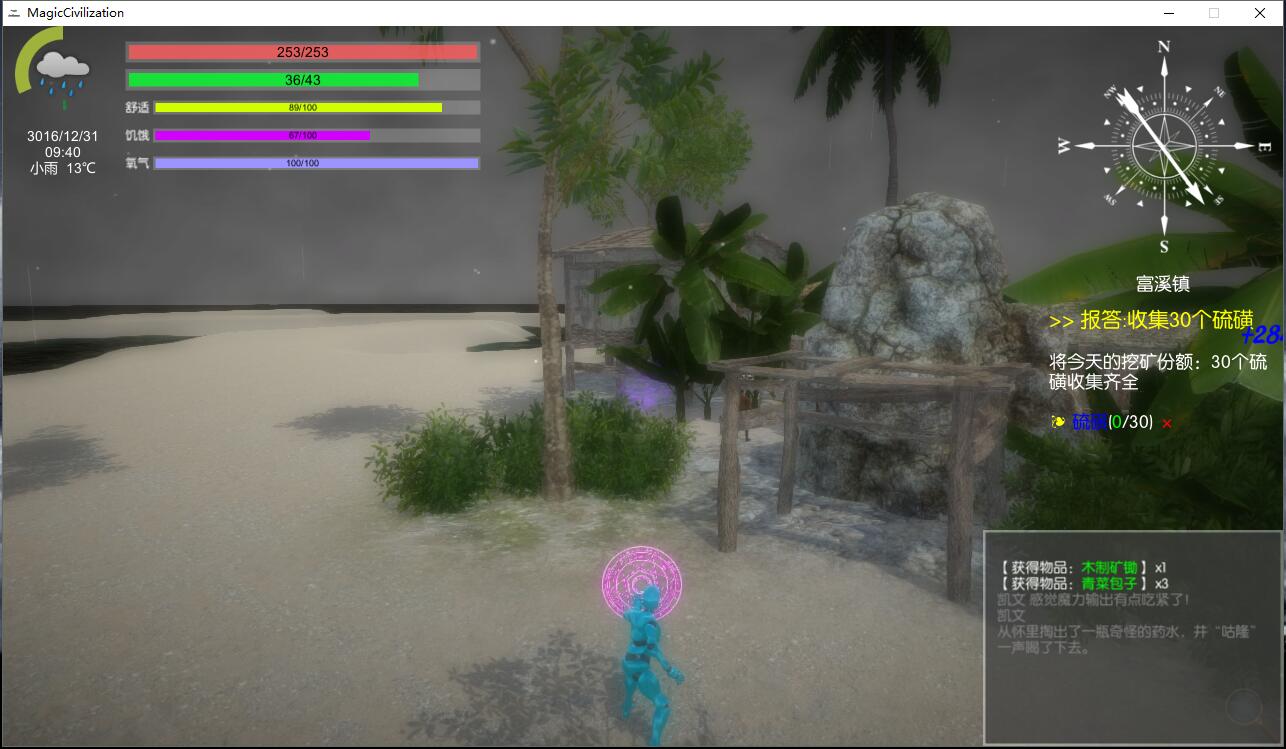 MagicCivilization
253/253
36/43
舒适 89/100
饥饿 67/100
氧气 100/100
3016/12/31
09:40
小雨 13℃
N
NW NE
W E
SW SE
S
富溪镇
>> 报答:收集30个硫磺
+28
将今天的挖矿份额：30个硫
磺收集齐全
硫磺(0/30) ×
【获得物品：木制矿锄】x1
【获得物品：青菜包子】x3
凯文 感觉魔力输出有点吃紧了!
凯文
从怀里掏出了一瓶奇怪的药水，并“咕隆”
一声喝了下去。